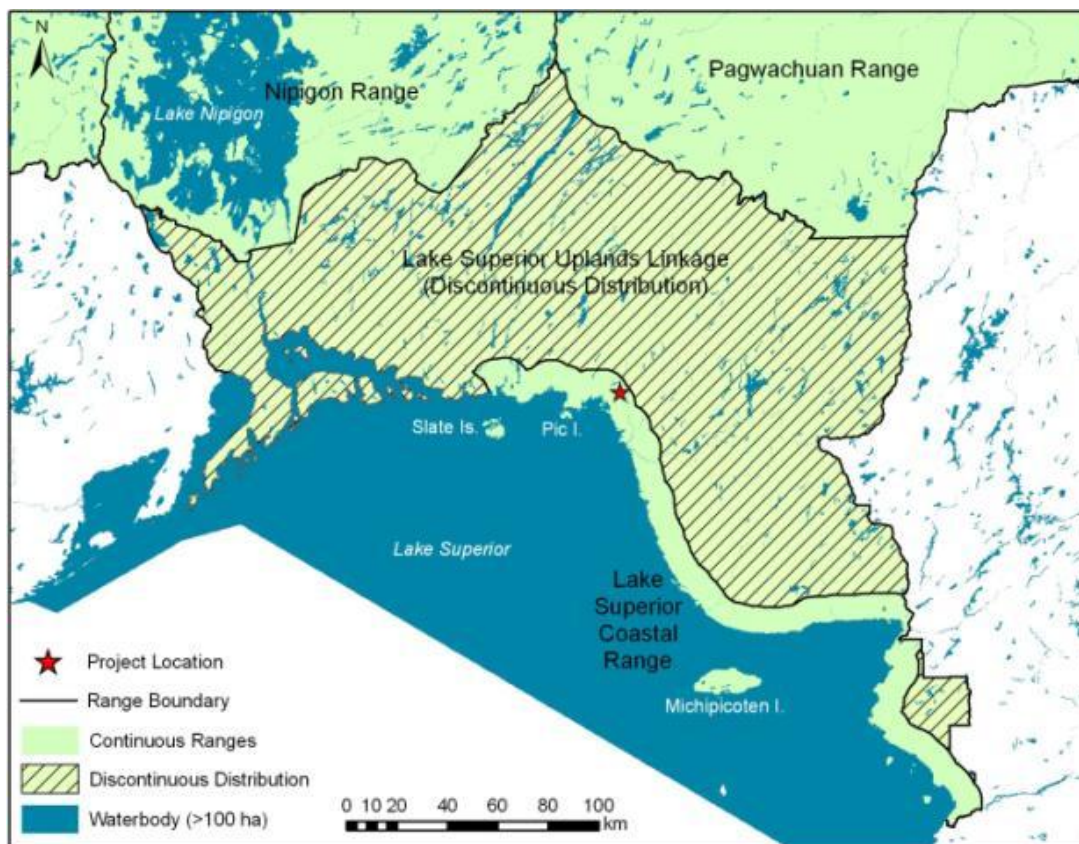 N
Pagwachuan Range
Nipigon Range
Lake Nipigon
Lake Superior Uplands Linkage
(Discontinuous Distribution)
Slate Is.
Pic I.
Lake Superior
Lake
Superior
Coastal
Range
Michipicoten I.
Project Location
Range Boundary
Continuous Ranges
Discontinuous Distribution
Waterbody (>100 ha)
0 10 20 40 60 80 100
km